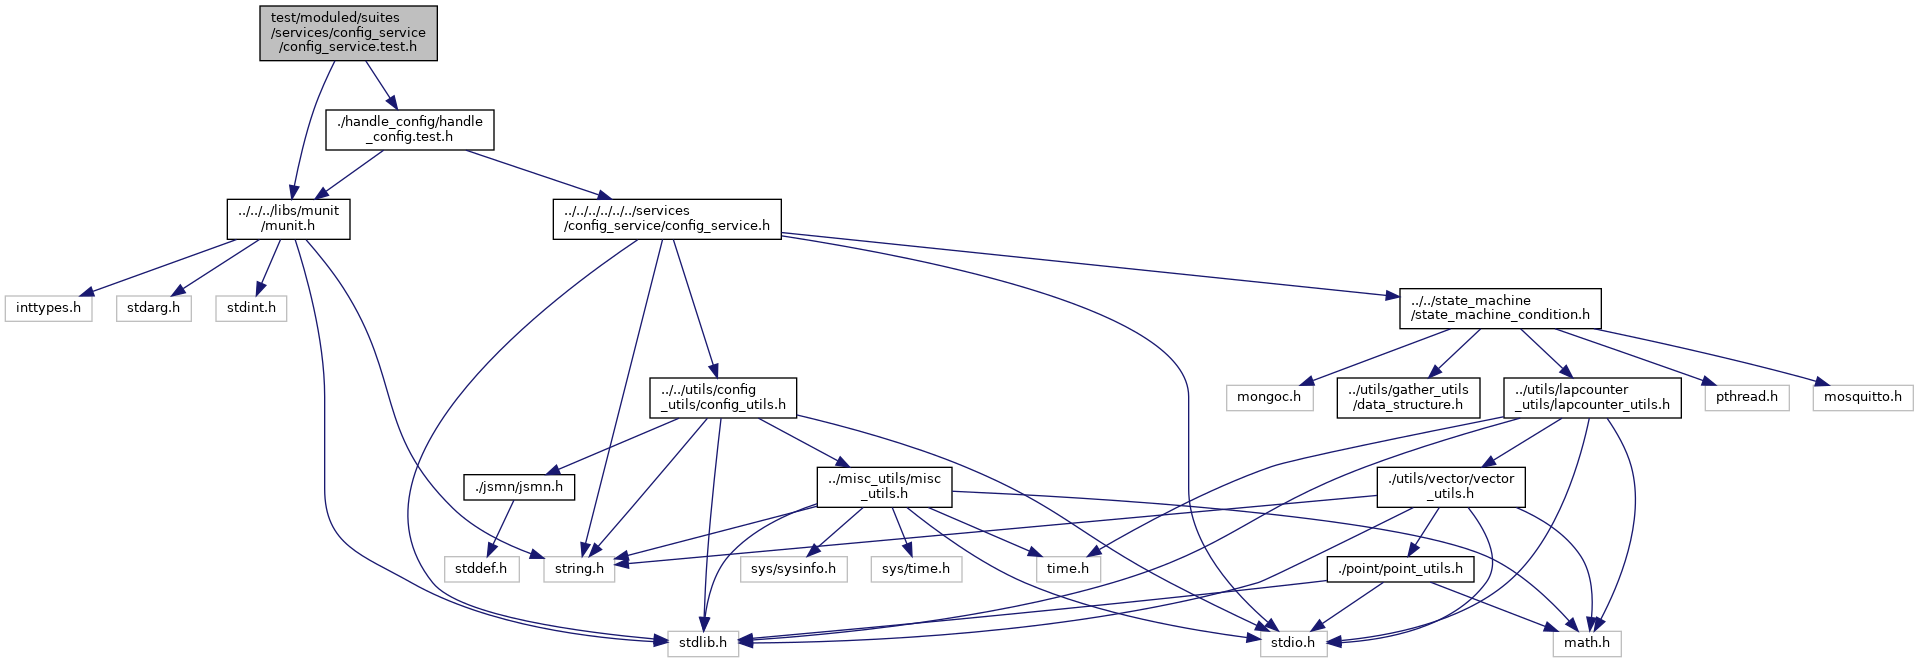 test/moduled/suites
/services/config_service
/config_service.test.h
./handle_config/handle
_config.test.h
../../../libs/munit
/munit.h
../../../../../../services
/config_service/config_service.h
inttypes.h
stdarg.h
stdint.h
../../state_machine
/state_machine_condition.h
../../utils/config
_utils/config_utils.h
mongoc.h
../utils/gather_utils
/data_structure.h
../utils/lapcounter
_utils/lapcounter_utils.h
pthread.h
mosquitto.h
./jsmn/jsmn.h
../misc_utils/misc
_utils.h
./utils/vector/vector
_utils.h
stddef.h
string.h
sys/sysinfo.h
sys/time.h
time.h
./point/point_utils.h
stdlib.h
stdio.h
math.h